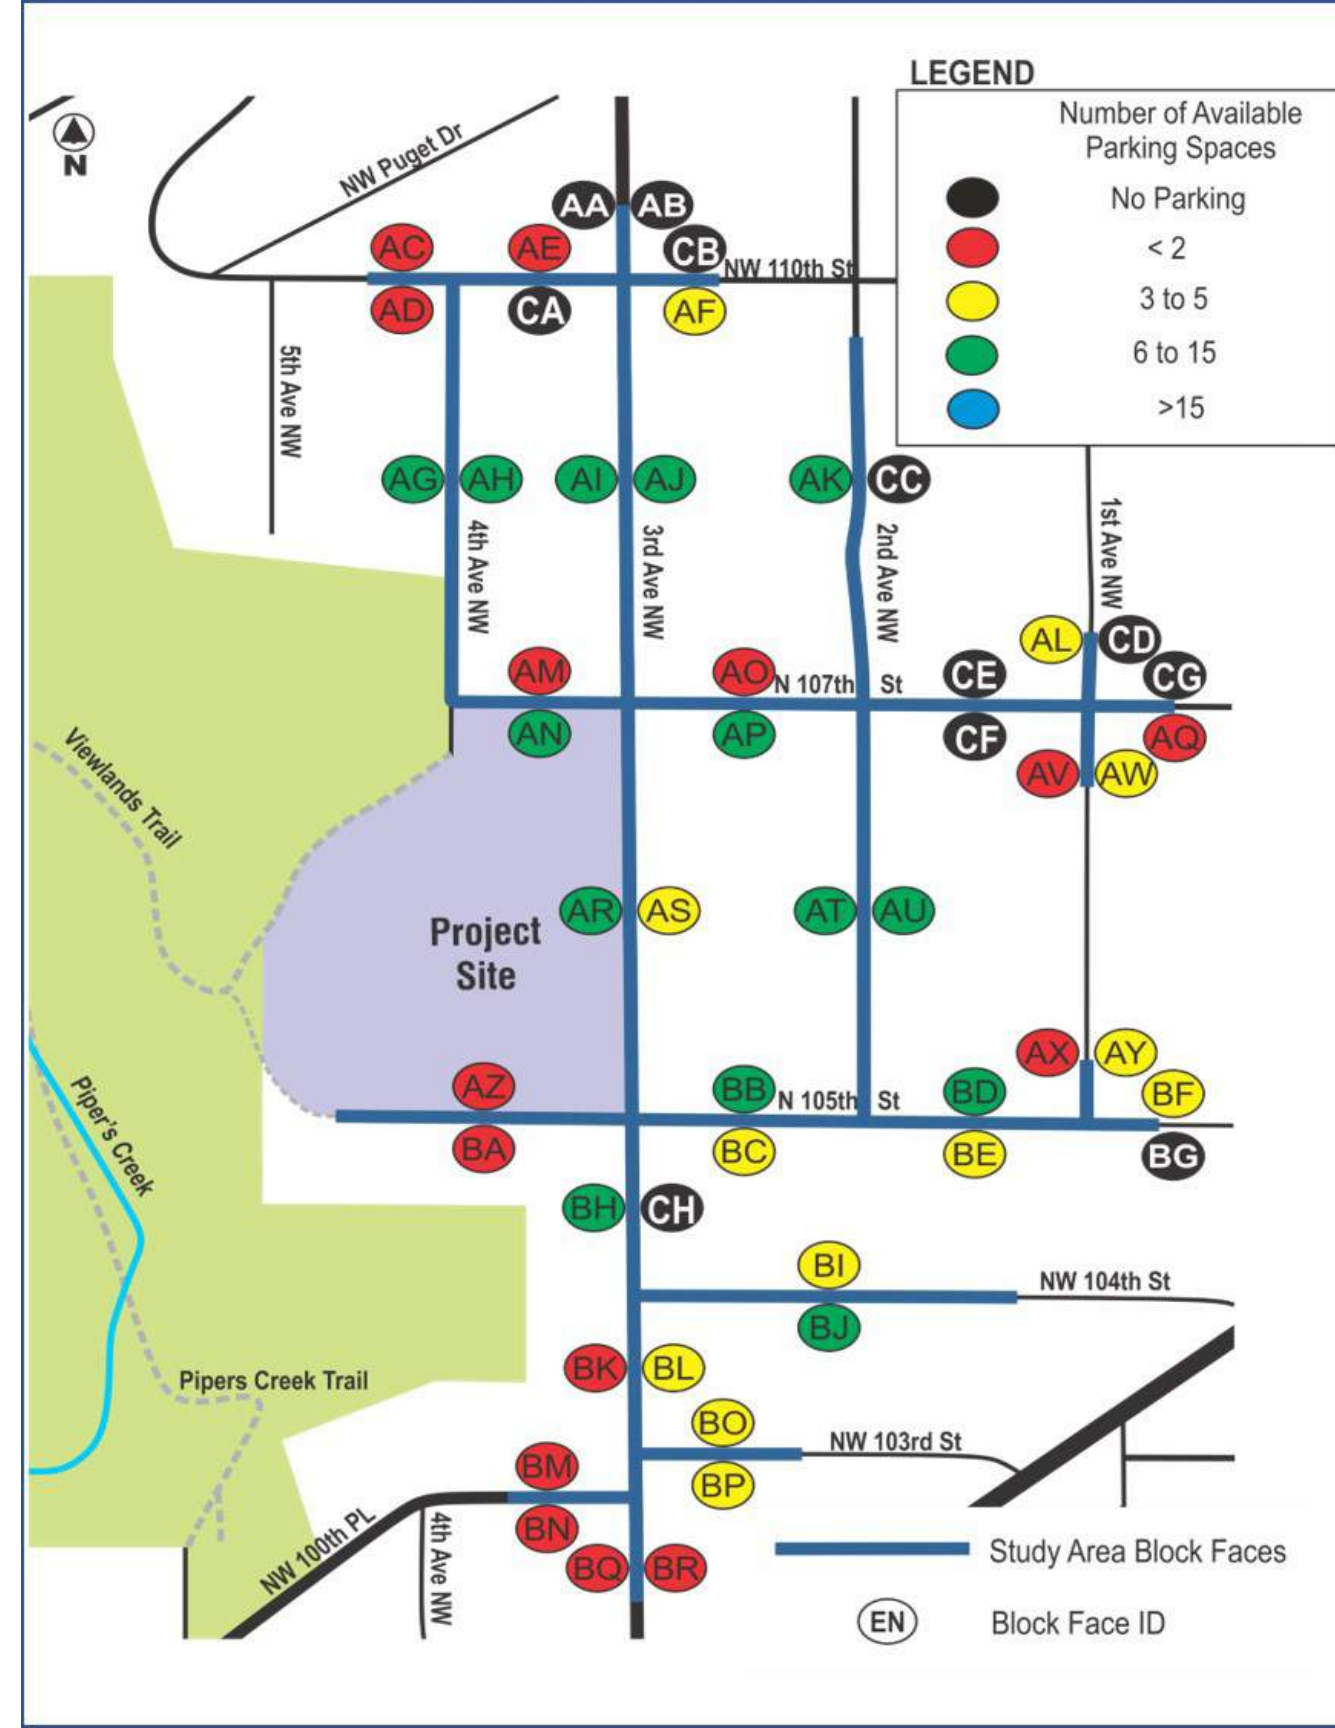 LEGEND
Number of Available
Parking Spaces
No Parking
< 2
3 to 5
6 to 15
>15
N
NW Puget Dr
AA AB
AC AE CB
NW 110th St
AD CA AF
5th Ave NW
AG AH AI AJ AK CC
4th Ave NW
3rd Ave NW
2nd Ave NW
1st Ave NW
AL CD
AM AO CE CG
N 107th St
AN AP CF AQ
AV AW
Viewlands Trail
AR AS AT AU
Project
Site
AX AY
AZ BB BD BF
N 105th St
BA BC BE BG
Piper's Creek
BH CH
BI
NW 104th St
BJ
BK BL
Pipers Creek Trail
BO
NW 103rd St
BM BP
BN
NW 100th PL
4th Ave NW
BQ BR
Study Area Block Faces
EN
Block Face ID